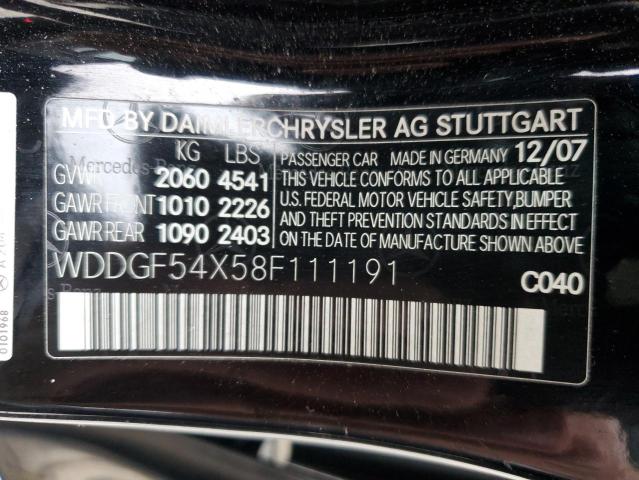 MFD BY DAIMLERCHRYSLER AG STUTTGART
KG LBS
GVWR 2060 4541
GAWR FRONT 1010 2226
GAWR REAR 1090 2403
PASSENGER CAR MADE IN GERMANY 12/07
THIS VEHICLE CONFORMS TO ALL APPLICABLE
U.S. FEDERAL MOTOR VEHICLE SAFETY,BUMPER
AND THEFT PREVENTION STANDARDS IN EFFECT
ON THE DATE OF MANUFACTURE SHOWN ABOVE.
WDDGF54X58F111191
C040
0101968